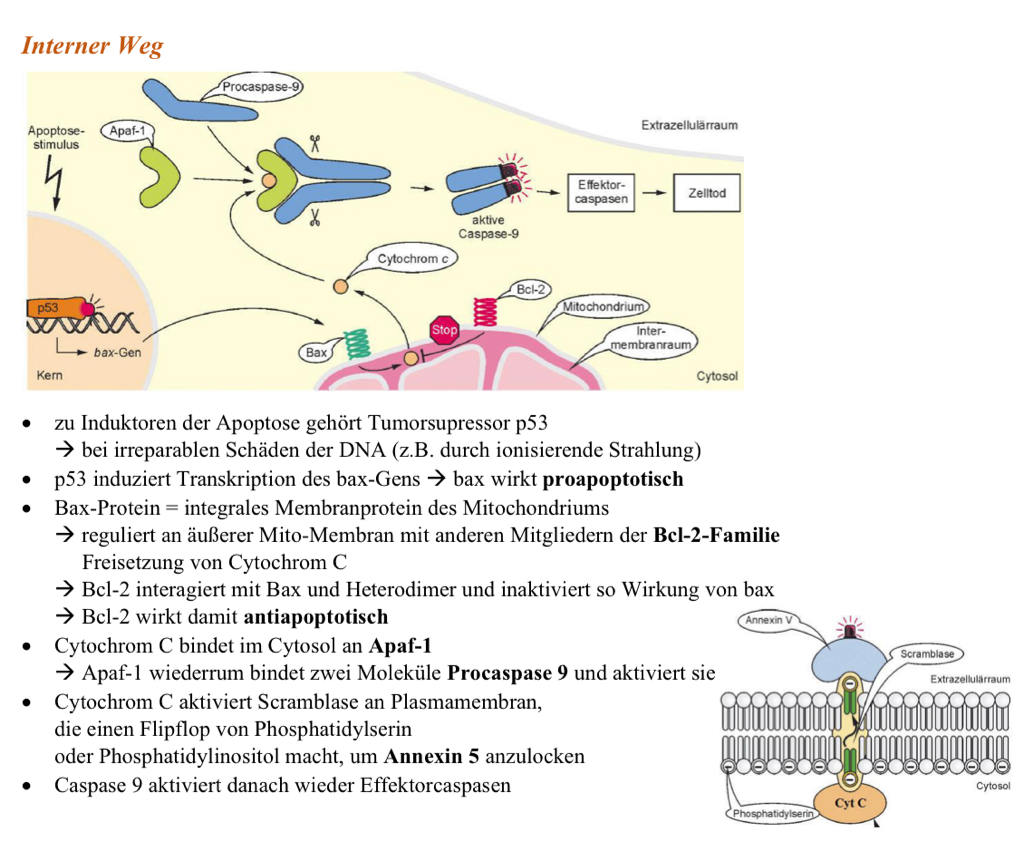 Interner Weg
Procaspase-9
Apoptose-
stimulus
Apaf-1
Extrazellulärraum
Effektor-
caspasen
Zelltod
aktive
Caspase-9
Cytochrom c
Bcl-2
Mitochondrium
p53
Stop
Inter-
membranraum
bax-Gen
Bax
Kern
Cytosol
• zu Induktoren der Apoptose gehört Tumorsupressor p53
→ bei irreparablen Schäden der DNA (z.B. durch ionisierende Strahlung)
• p53 induziert Transkription des bax-Gens → bax wirkt proapoptotisch
• Bax-Protein = integrales Membranprotein des Mitochondriums
→ reguliert an äußerer Mito-Membran mit anderen Mitgliedern der Bcl-2-Familie
Freisetzung von Cytochrom C
→ Bcl-2 interagiert mit Bax und Heterodimer und inaktiviert so Wirkung von bax
→ Bcl-2 wirkt damit antiapoptotisch
• Cytochrom C bindet im Cytosol an Apaf-1
→ Apaf-1 wiederrum bindet zwei Moleküle Procaspase 9 und aktiviert sie
• Cytochrom C aktiviert Scramblase an Plasmamembran,
die einen Flipflop von Phosphatidylserin
oder Phosphatidylinositol macht, um Annexin 5 anzulocken
• Caspase 9 aktiviert danach wieder Effektorcaspasen
Annexin V
Scramblase
Extrazellulärraum
Cytosol
Cyt C
Phosphatidylserin